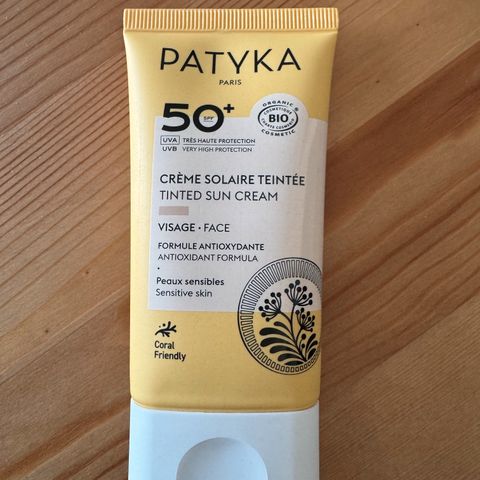 PATYKA
PARIS
50+
SPF
UVA TRÈS HAUTE PROTECTION
UVB VERY HIGH PROTECTION
ORGANIC
BIO
COSMETIC
CRÈME SOLAIRE TEINTÉE
TINTED SUN CREAM
VISAGE • FACE
FORMULE ANTIOXYDANTE
ANTIOXIDANT FORMULA
Peaux sensibles
Sensitive skin
Coral
Friendly